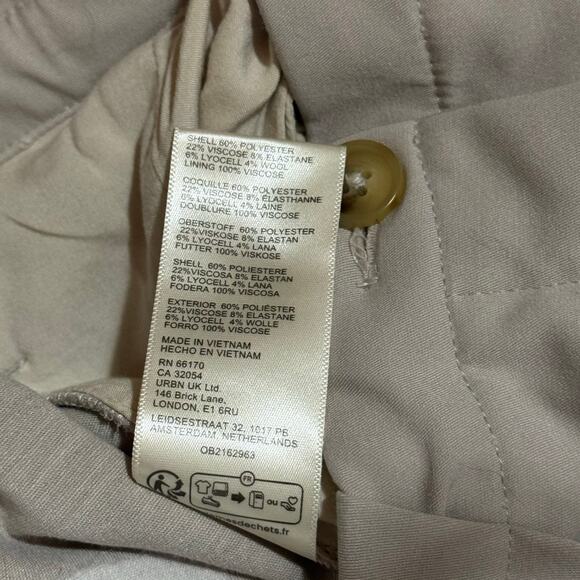 SHELL 60% POLYESTER
22% VISCOSE 8% ELASTANE
6% LYOCELL 4% WOOL
LINING 100% VISCOSE
COQUILLE 60% POLYESTER
22% VISCOSE 8% ELASTHANNE
6% LYOCELL 4% LAINE
DOUBLURE 100% VISCOSE
OBERSTOFF 60% POLYESTER
22%VISKOSE 8% ELASTAN
6% LYOCELL 4% LANA
FUTTER 100% VISKOSE
SHELL 60% POLIESTERE
22%VISCOSA 8% ELASTAN
6% LYOCELL 4% LANA
FODERA 100% VISCOSA
EXTERIOR 60% POLIÉSTER
22% VISCOSE 8% ELASTANE
6% LYOCELL 4% WOLLE
FORRO 100% VISCOSE
MADE IN VIETNAM
HECHO EN VIETNAM
RN 66170
CA 32054
URBN UK Ltd.
146 Brick Lane,
LONDON, E1 6RU
LEIDSESTRAAT 32, 1017 PB
AMSTERDAM, NETHERLANDS
OB2162963
FR
ou
esdechets.fr